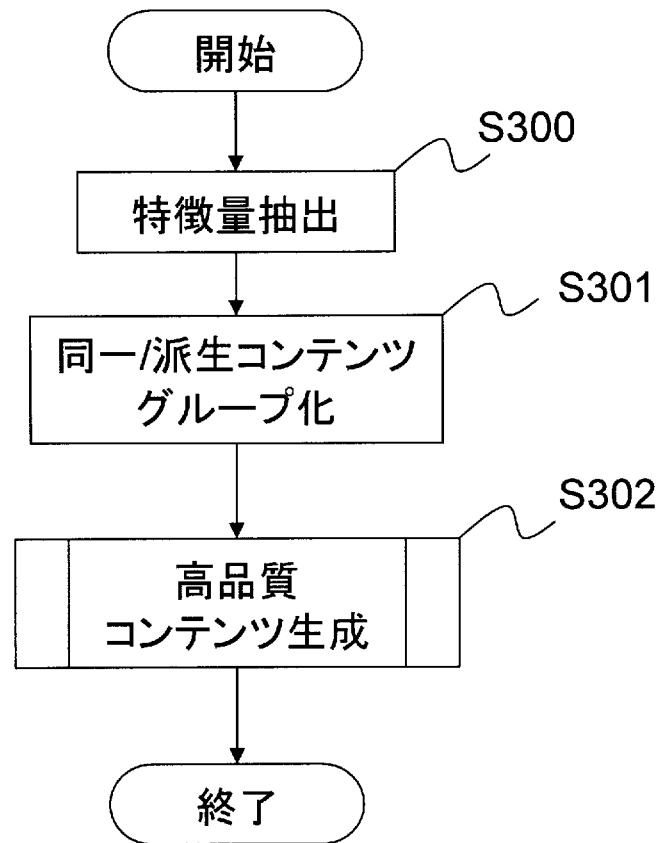 開始
S300
特徴量抽出
S301
同一/派生コンテンツ
グループ化
S302
高品質
コンテンツ生成
終了